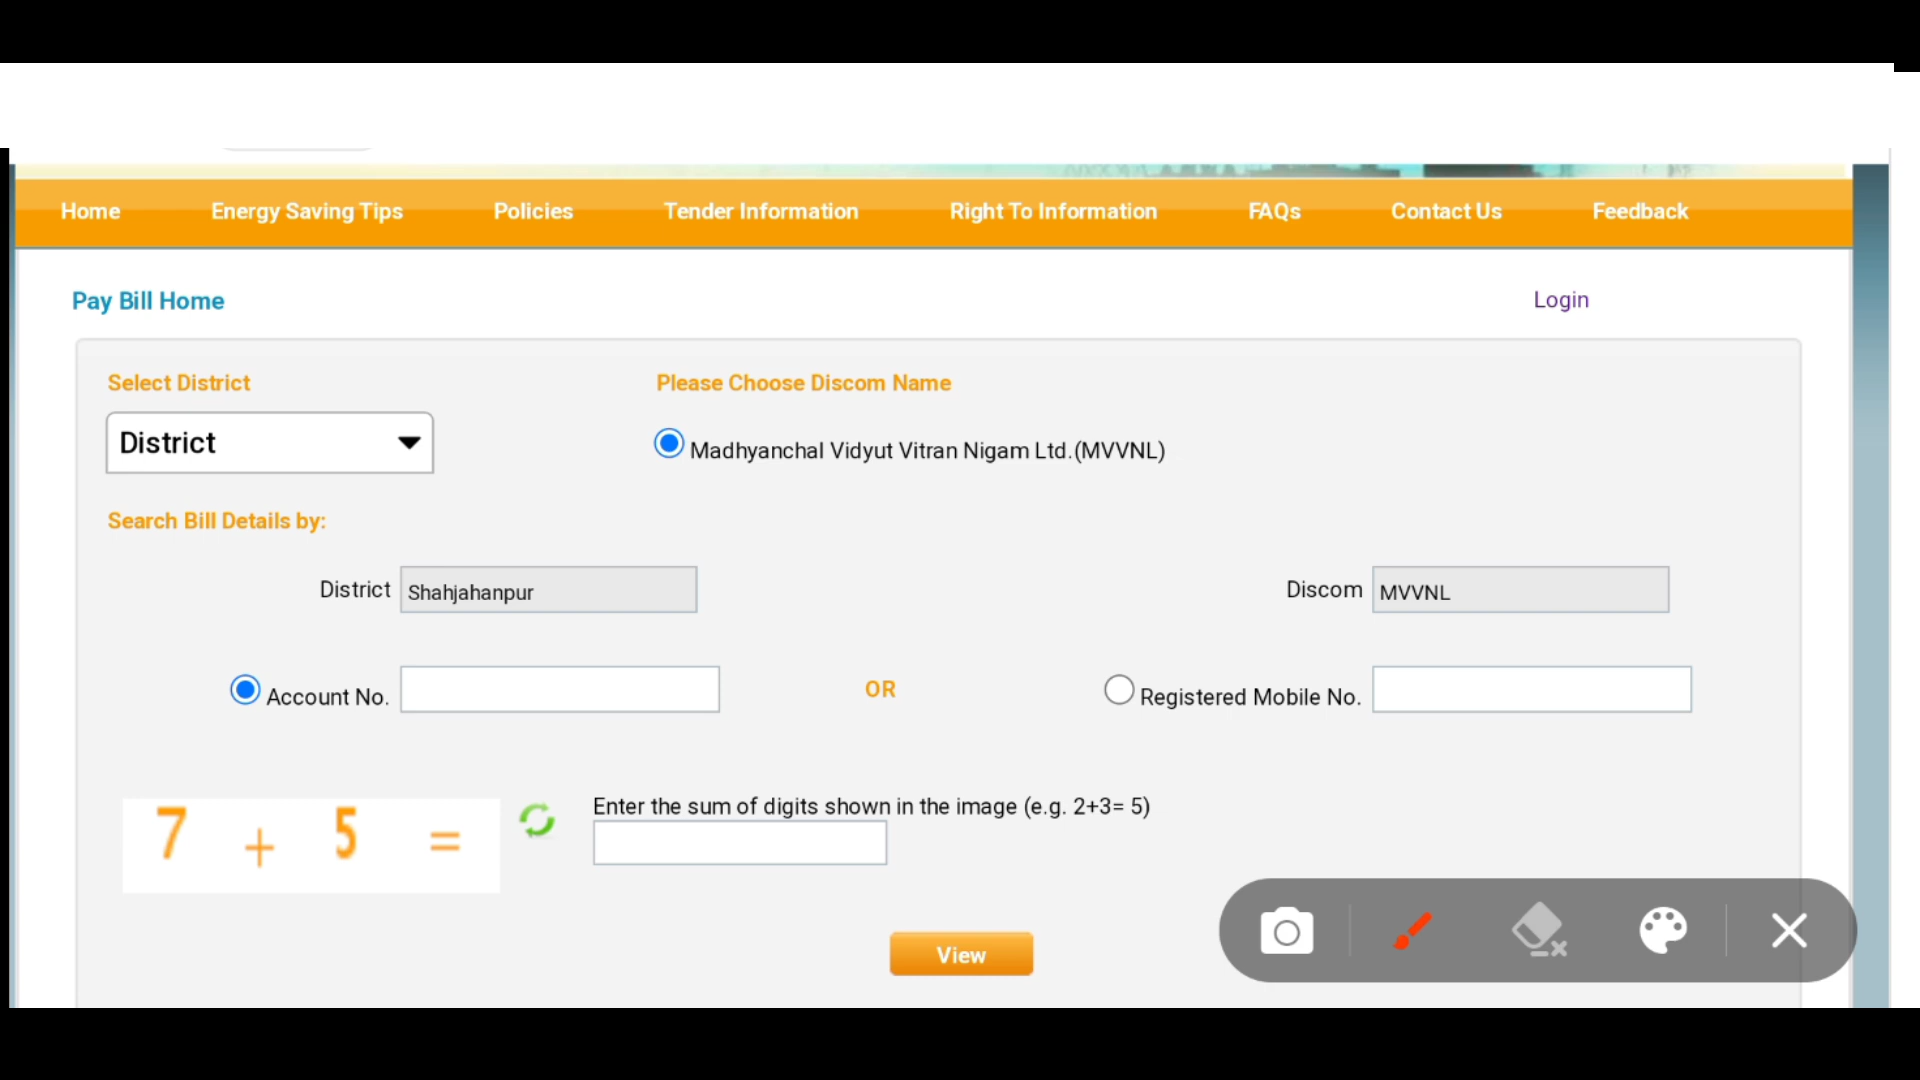 Home Energy Saving Tips Policies Tender Information Right To Information FAQs Contact Us Feedback
Pay Bill Home Login
Select District Please Choose Discom Name
District Madhyanchal Vidyut Vitran Nigam Ltd.(MVVNL)
Search Bill Details by:
District Shahjahanpur Discom MVVNL
Account No. OR Registered Mobile No.
Enter the sum of digits shown in the image (e.g. 2+3= 5)
7 + 5 =
View